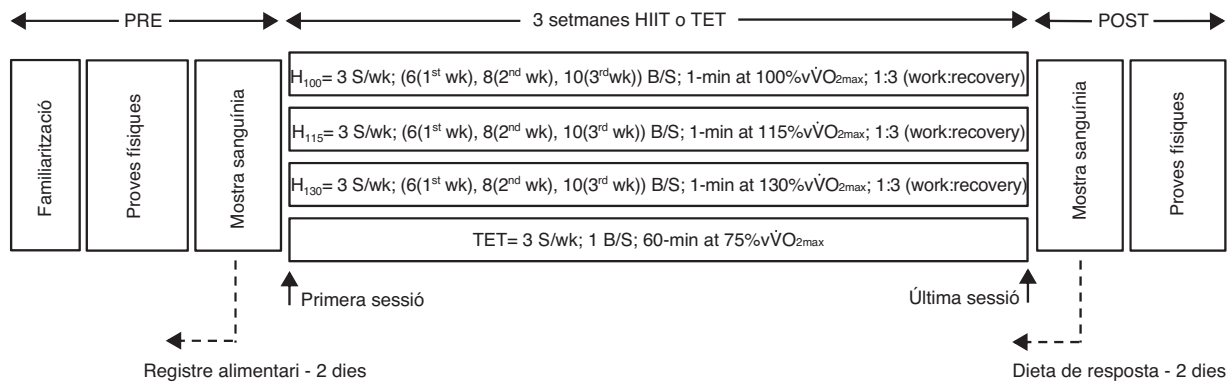 PRE
3 setmanes HIIT o TET
POST
Familiarització
Proves físiques
Mostra sanguínia
H₁₀₀= 3 S/wk; (6(1ˢᵗ wk), 8(2ⁿᵈ wk), 10(3ʳᵈwk)) B/S; 1-min at 100%vV̇O₂ₘₐₓ; 1:3 (work:recovery)
H₁₁₅= 3 S/wk; (6(1ˢᵗ wk), 8(2ⁿᵈ wk), 10(3ʳᵈ wk)) B/S; 1-min at 115%vV̇O₂ₘₐₓ; 1:3 (work:recovery)
H₁₃₀= 3 S/wk; (6(1ˢᵗ wk), 8(2ⁿᵈ wk), 10(3ʳᵈ wk)) B/S; 1-min at 130%vV̇O₂ₘₐₓ; 1:3 (work:recovery)
TET= 3 S/wk; 1 B/S; 60-min at 75%vV̇O₂ₘₐₓ
Mostra sanguínia
Proves físiques
Primera sessió
Última sessió
Registre alimentari - 2 dies
Dieta de resposta - 2 dies